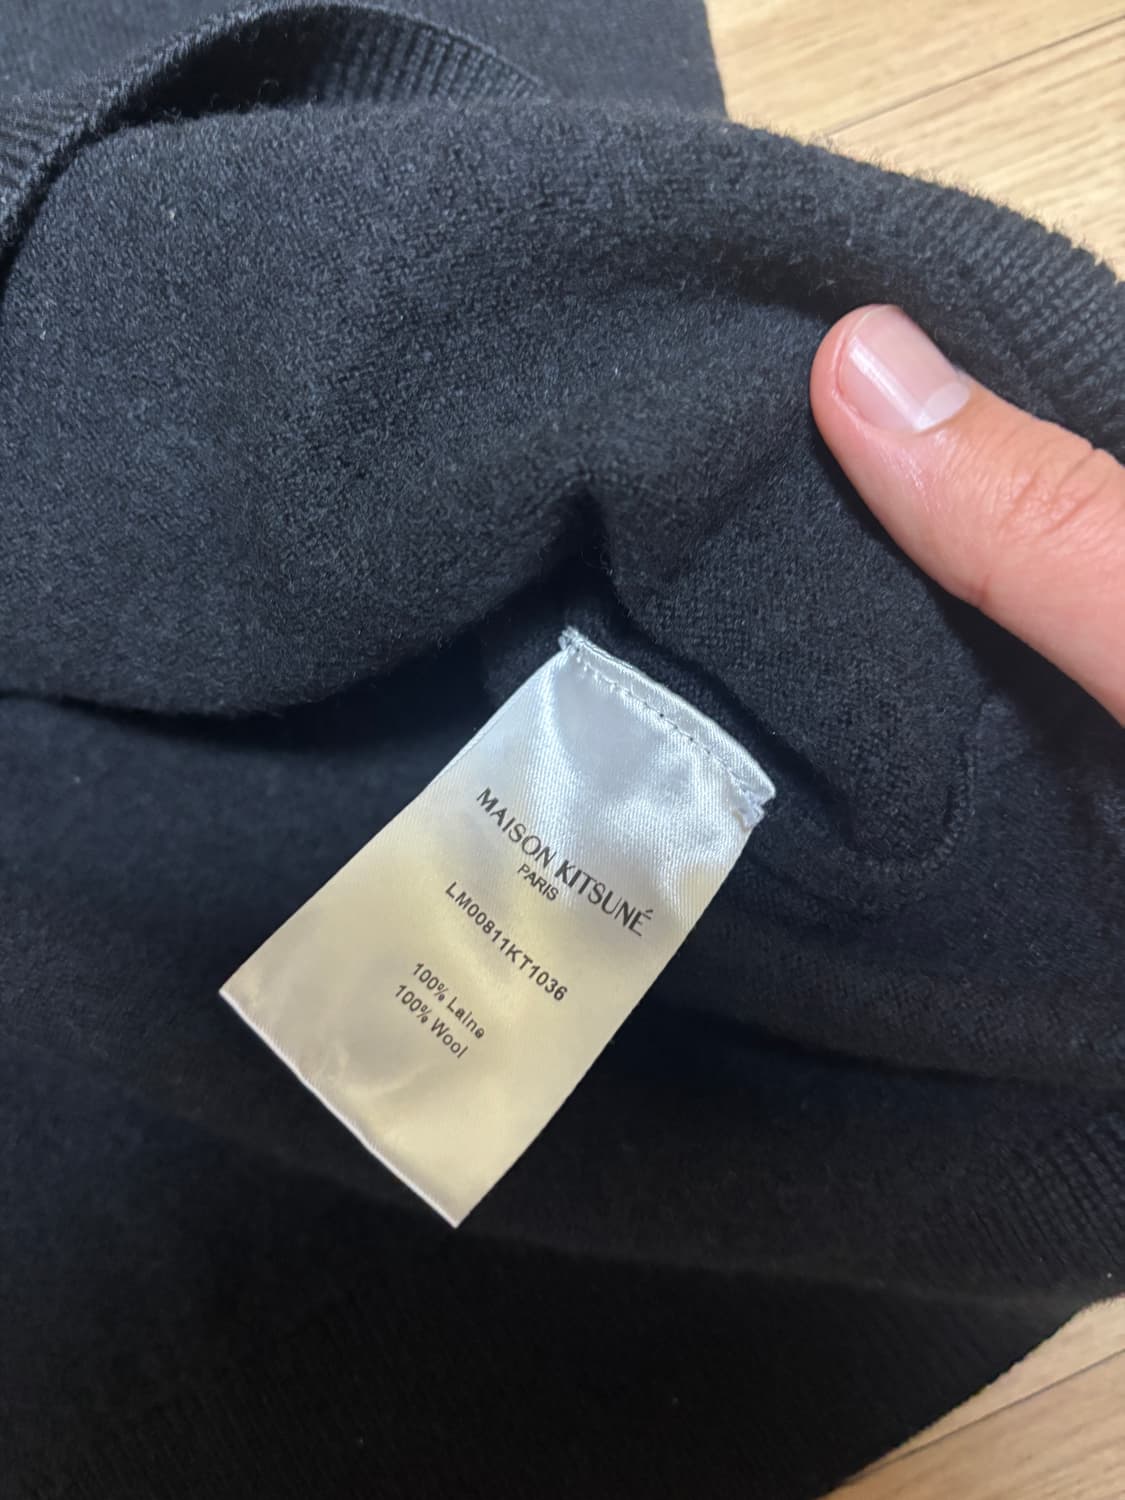 MAISON KITSUNÉ
PARIS
LM00811KT1036
100% Laine
100% Wool